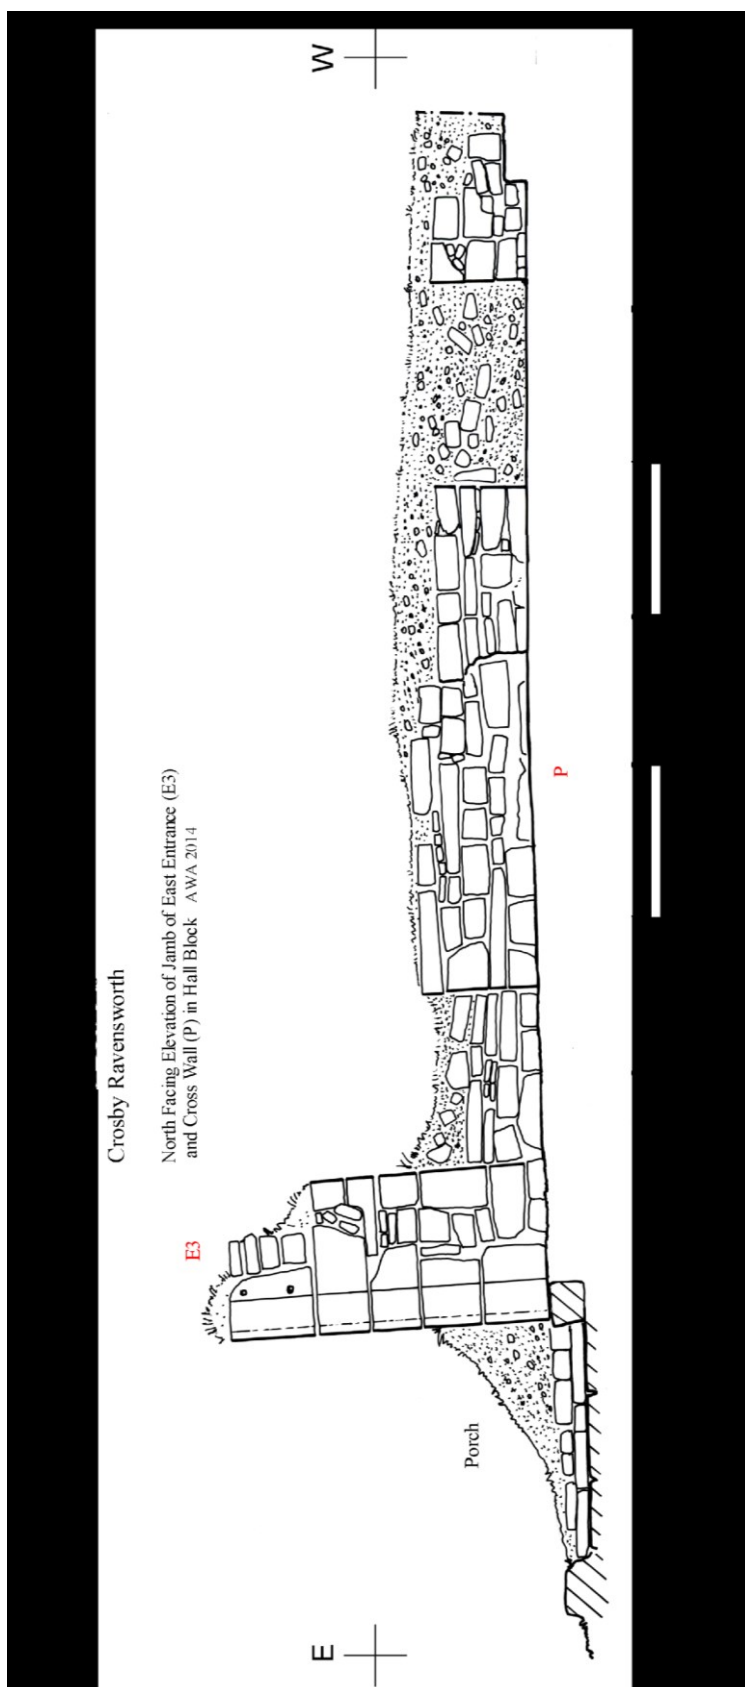 Crosby Ravensworth
North Facing Elevation of Jamb of East Entrance (E3)
and Cross Wall (P) in Hall Block AWA 2014
E3
E
W
Porch
P